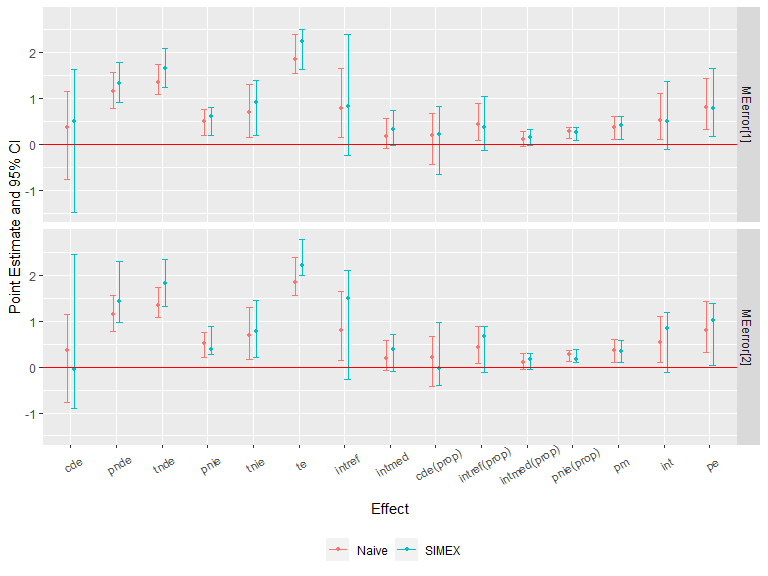 Point Estimate and 95% CI
2
1
0
-1
MEerror[1]
2
1
0
-1
MEerror[2]
cde
pnde
tnde
pnie
tnie
te
intref
intmed
cde(prop)
intref(prop)
intmed(prop)
pnie(prop)
pm
int
pe
Effect
Naive SIMEX